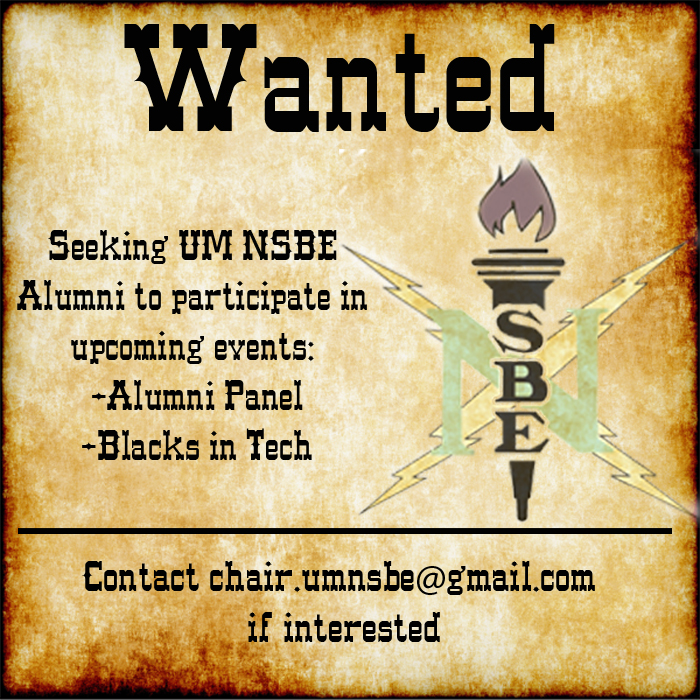 Wanted
Seeking UM NSBE
Alumni to participate in
upcoming events:
-Alumni Panel
-Blacks in Tech
N
S
B
E
Contact chair.umnsbe@gmail.com
if interested